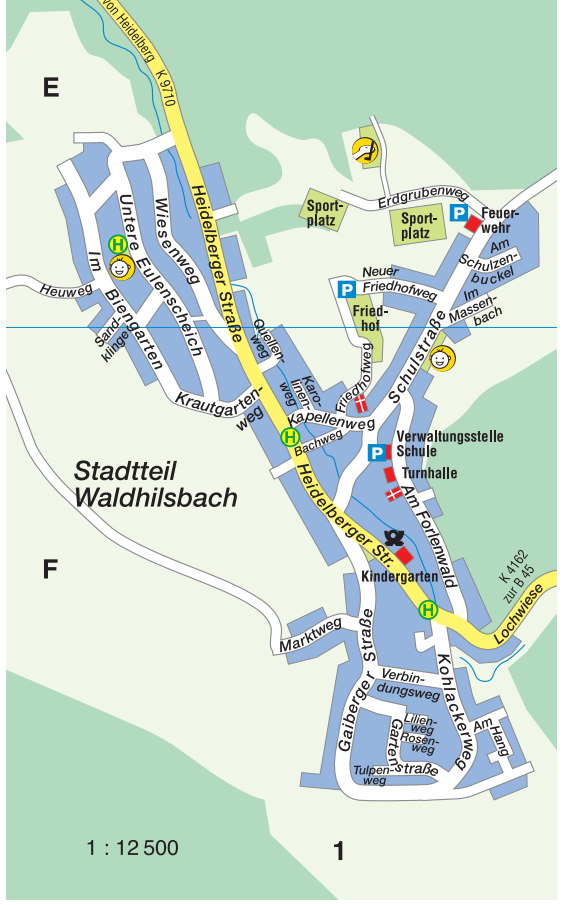 von Heidelberg K 9710
E
Erdgrubenweg
Sport-
platz
Sport-
platz
P
Feuer-
wehr
Heidelberger Straße
Wiesenweg
Untere Eulenscheich
H
Im Biengarten
Heuweg
Sand-
klinge
Am
Schulzen-
buckel
Im
Massen-
bach
Neuer
Friedhofweg
P
Fried-
hof
Friedhofweg
Schulstraße
Quellen-
weg
Karo-
linen-
weg
Krautgarten-
weg
Kapellenweg
H
Bachweg
P
Verwaltungsstelle
Schule
Turnhalle
Stadtteil
Waldhilsbach
Heidelberger Str.
Am Forlenwald
F
Kindergarten
K 4162
zur B 45
Lochwiese
H
Marktweg
Gaiberger Straße
Kohlackerweg
Verbin-
dungsweg
Lilien-
weg
Rosen-
weg
Gartenstraße
Tulpen-
weg
Am
Hang
1 : 12 500
1